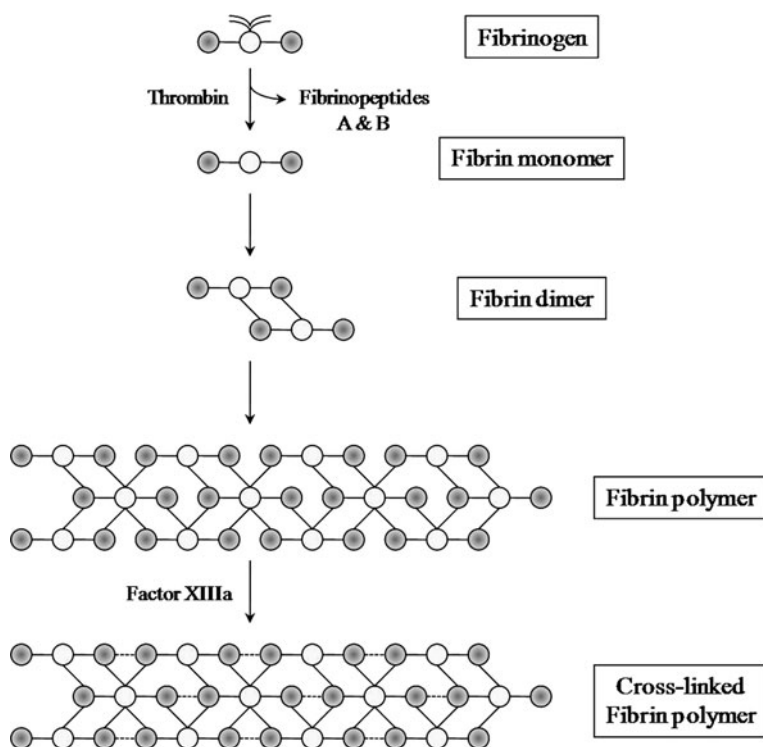 Fibrinogen
Thrombin
Fibrinopeptides
A & B
Fibrin monomer
Fibrin dimer
Fibrin polymer
Factor XIIIa
Cross-linked
Fibrin polymer